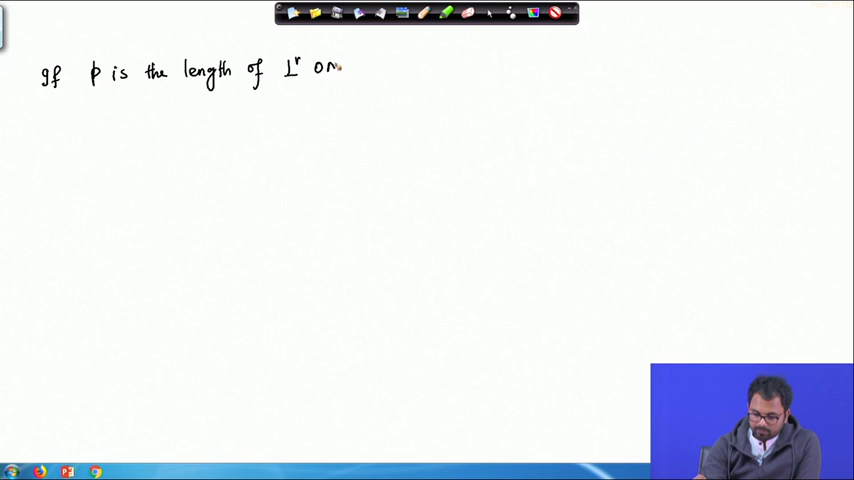 If p is the length of ⊥r on